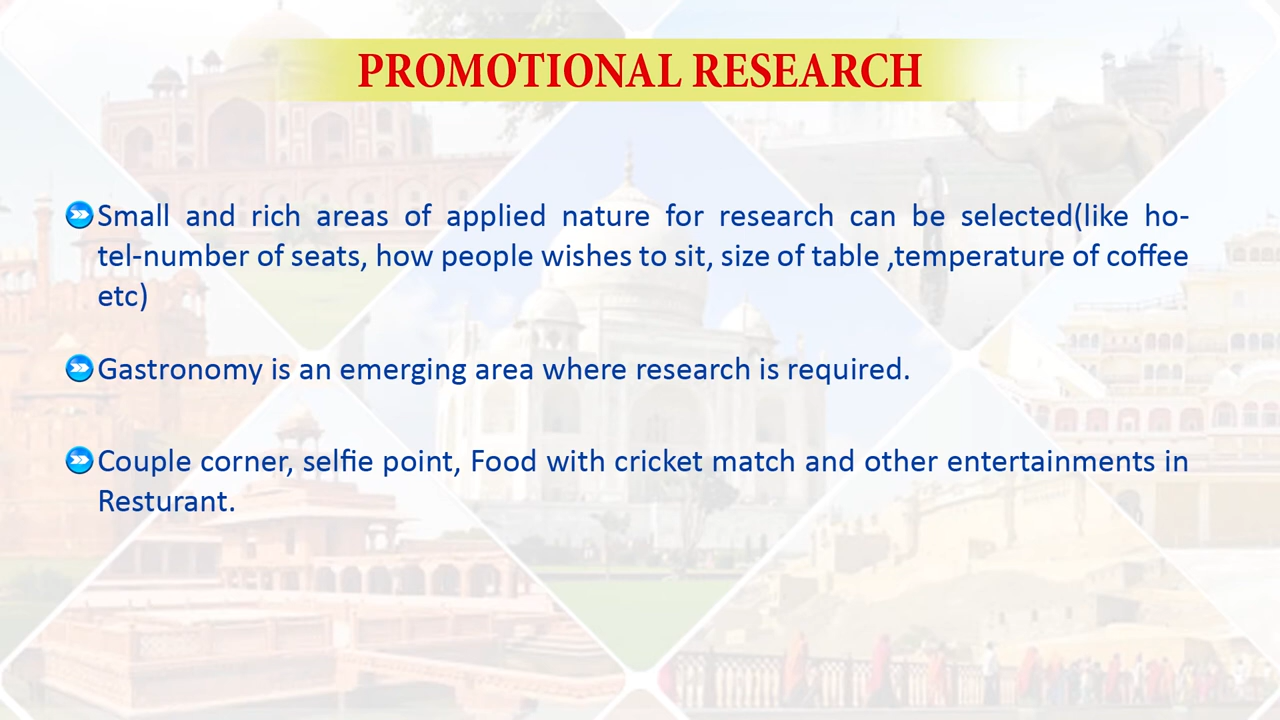 PROMOTIONAL RESEARCH
Small and rich areas of applied nature for research can be selected(like ho-
tel-number of seats, how people wishes to sit, size of table ,temperature of coffee
etc)
Gastronomy is an emerging area where research is required.
Couple corner, selfie point, Food with cricket match and other entertainments in
Resturant.